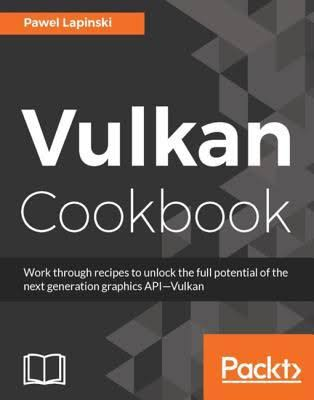 Pawel Lapinski
Vulkan
Cookbook
Work through recipes to unlock the full potential of the
next generation graphics API—Vulkan
Packt>